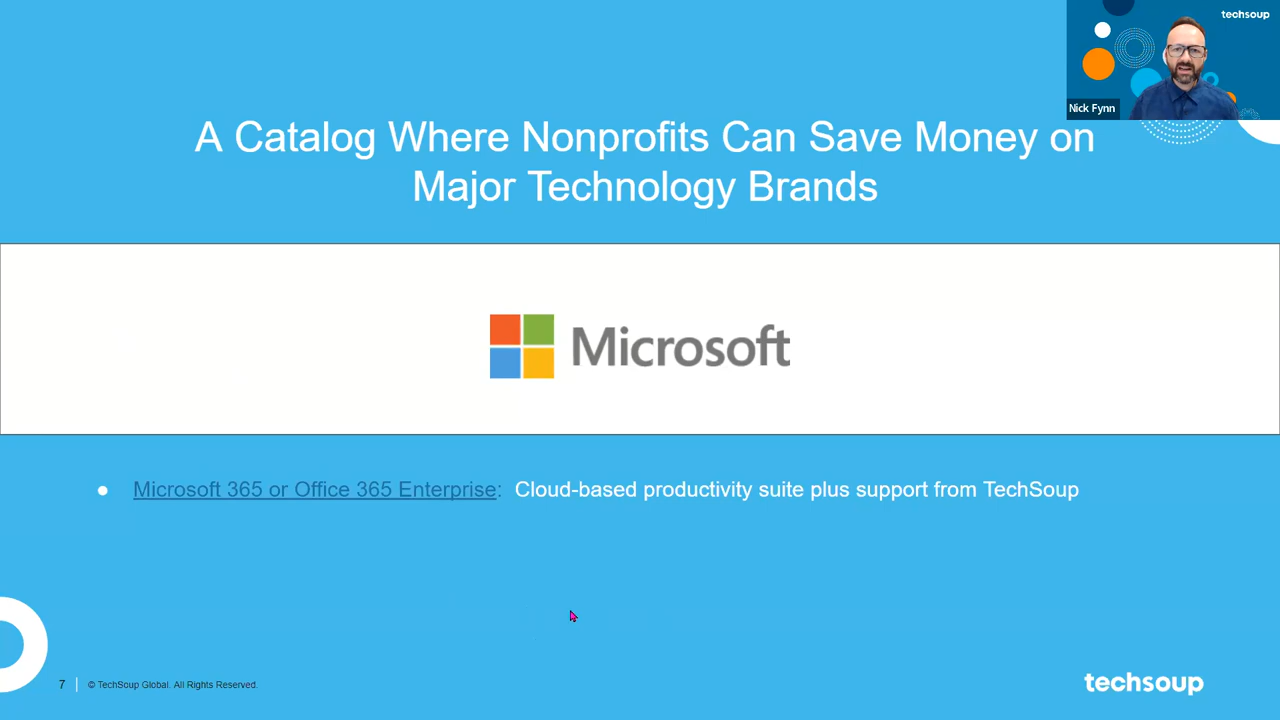 techsoup
Nick Fynn
A Catalog Where Nonprofits Can Save Money on
Major Technology Brands
Microsoft
● Microsoft 365 or Office 365 Enterprise: Cloud-based productivity suite plus support from TechSoup
7 © TechSoup Global. All Rights Reserved.
techsoup